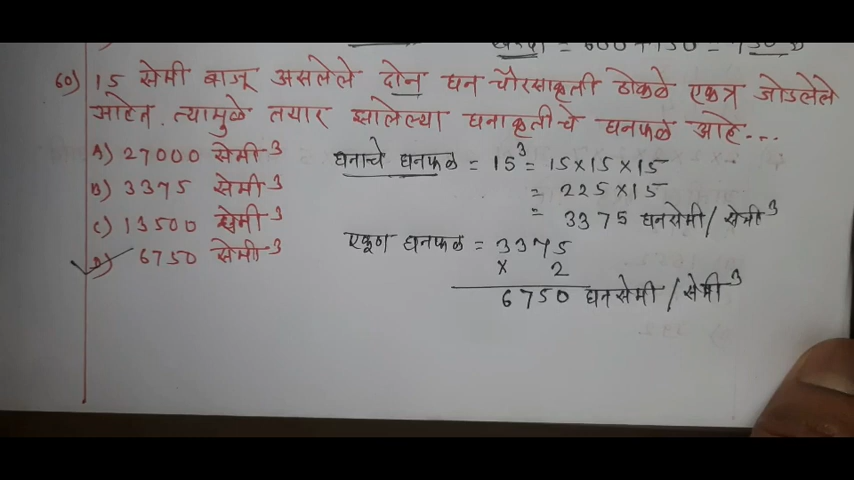 60) 15 सेमी बाजू असलेले दोन घन चौरसाकृती ठोकळे एकत्र जोडलेले
आहेत. त्यामुळे तयार झालेल्या घनाकृतीचे घनफळ आहे...
A) 27000 सेमी³
B) 3375 सेमी³
C) 13500 सेमी³
D) 6750 सेमी³
घनाचे घनफळ = 15³ = 15×15×15
= 225×15
= 3375 घनसेमी/सेमी³
एकूण घनफळ = 3375
× 2
6750 घनसेमी/सेमी³